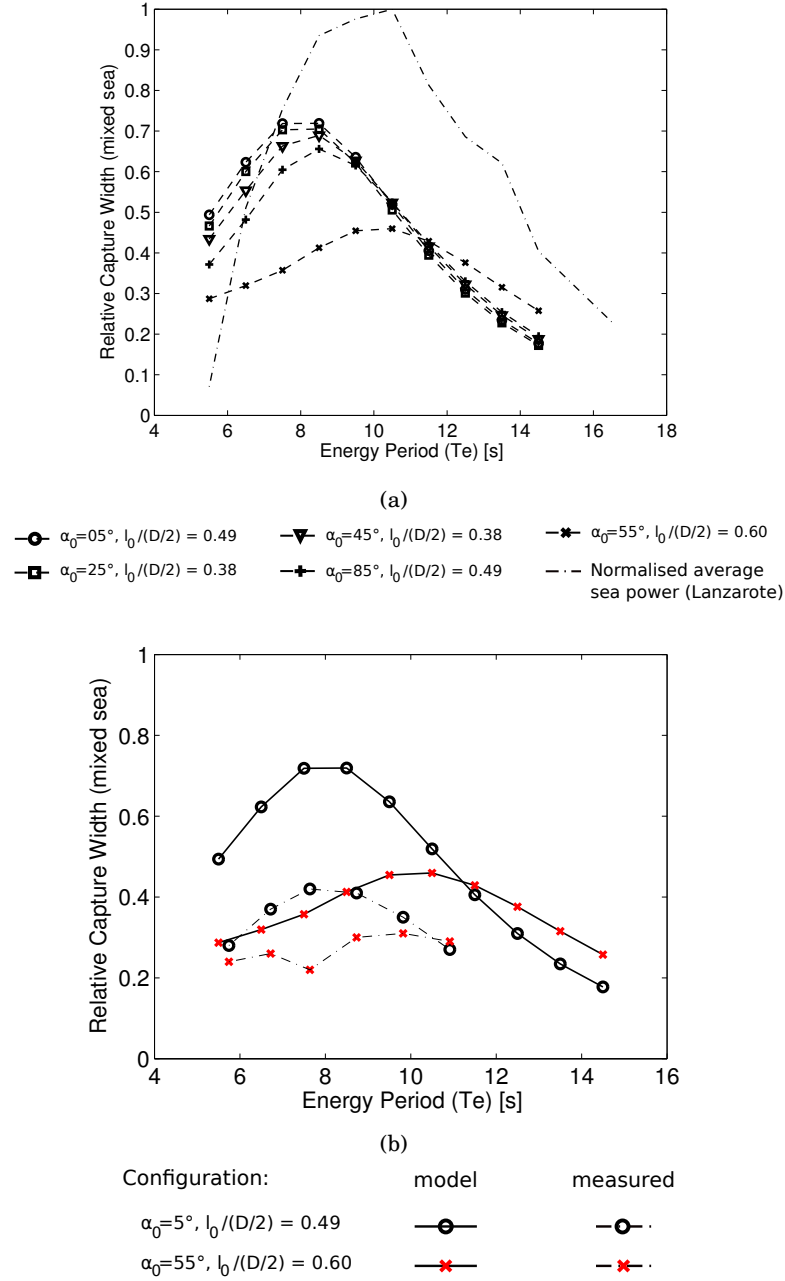 Relative Capture Width (mixed sea)
1
0.9
0.8
0.7
0.6
0.5
0.4
0.3
0.2
0.1
0
4 6 8 10 12 14 16 18
Energy Period (Te) [s]
(a)
α0=05°, l0/(D/2) = 0.49
α0=45°, l0/(D/2) = 0.38
α0=55°, l0/(D/2) = 0.60
α0=25°, l0/(D/2) = 0.38
α0=85°, l0/(D/2) = 0.49
Normalised average
sea power (Lanzarote)
Relative Capture Width (mixed sea)
1
0.8
0.6
0.4
0.2
0
4 6 8 10 12 14 16
Energy Period (Te) [s]
(b)
Configuration: model measured
α0=5°, l0/(D/2) = 0.49
α0=55°, l0/(D/2) = 0.60